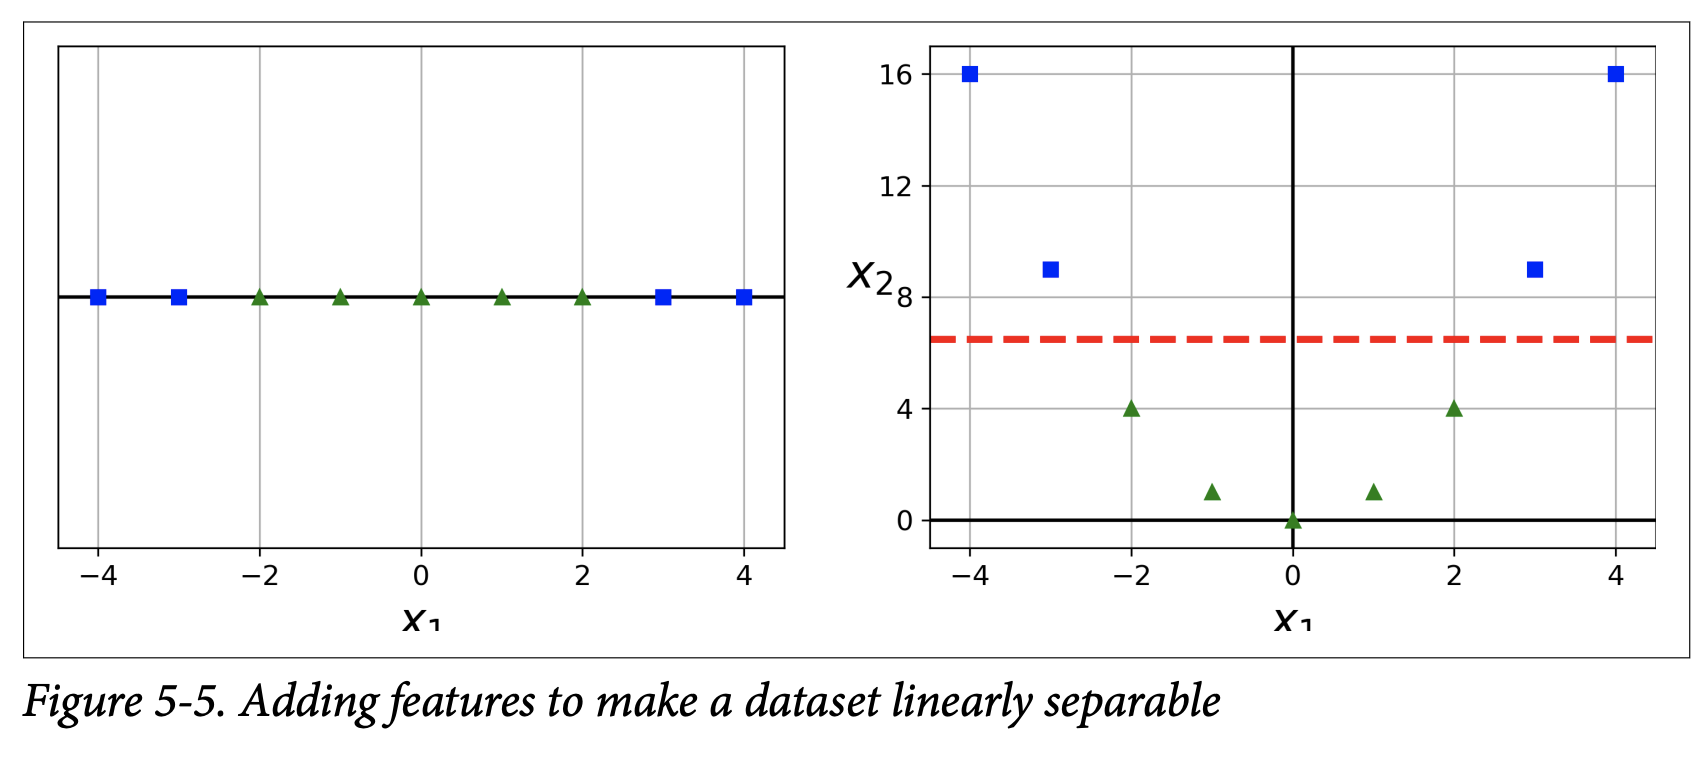 −4 −2 0 2 4
x₁
16
12
x₂
8
4
0
−4 −2 0 2 4
x₁
Figure 5-5. Adding features to make a dataset linearly separable